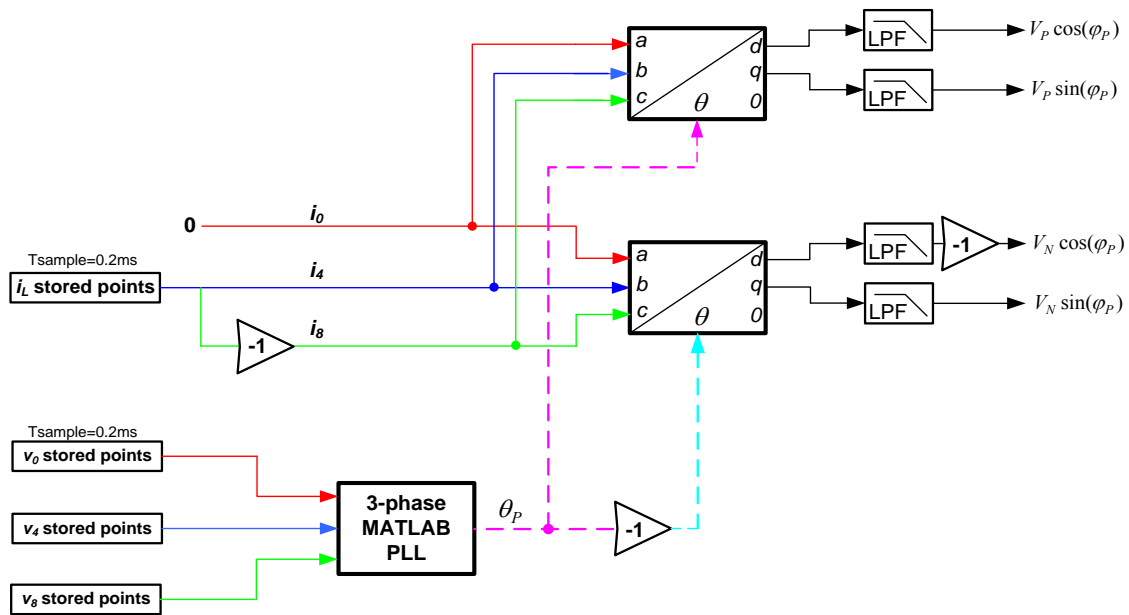 a
b
c
d
q
0
θ
LPF
LPF
V_P cos(φ_P)
V_P sin(φ_P)
0
i_0
Tsample=0.2ms
i_L stored points
i_4
-1
i_8
a
b
c
d
q
0
θ
LPF
-1
LPF
V_N cos(φ_P)
V_N sin(φ_P)
Tsample=0.2ms
v_0 stored points
v_4 stored points
v_8 stored points
3-phase
MATLAB
PLL
θ_P
-1